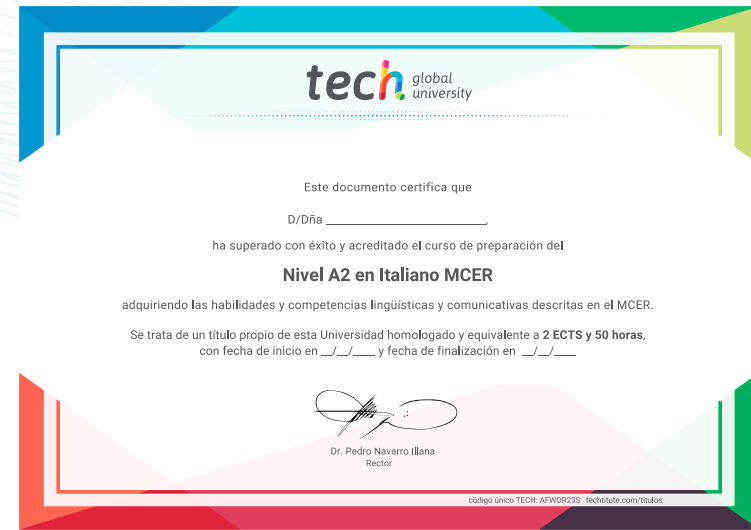 tech global
university
Este documento certifica que
D/Dña ______________________,
ha superado con éxito y acreditado el curso de preparación del
Nivel A2 en Italiano MCER
adquiriendo las habilidades y competencias lingüísticas y comunicativas descritas en el MCER.
Se trata de un título propio de esta Universidad homologado y equivalente a 2 ECTS y 50 horas,
con fecha de inicio en __/__/____ y fecha de finalización en __/__/____
Dr. Pedro Navarro Illana
Rector
código único TECH: AFWOR23S techtitute.com/titulos